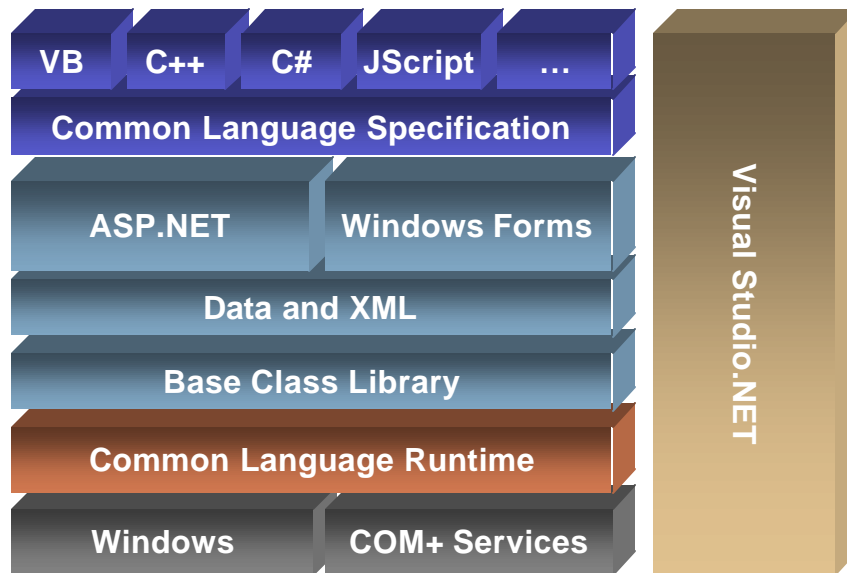 VB C++ C# JScript ...
Common Language Specification
ASP.NET Windows Forms
Data and XML
Base Class Library
Common Language Runtime
Windows COM+ Services
Visual Studio.NET